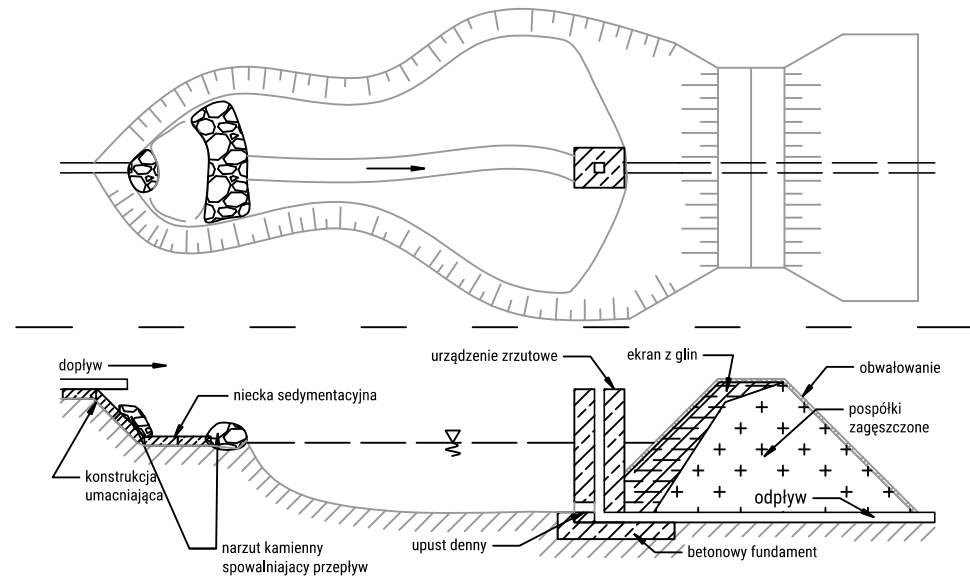 dopływ
urządzenie zrzutowe
ekran z glin
obwałowanie
niecka sedymentacyjna
pospółki
zagęszczone
konstrukcja
umacniająca
odpływ
narzut kamienny
spowalniajacy przepływ
upust denny
betonowy fundament